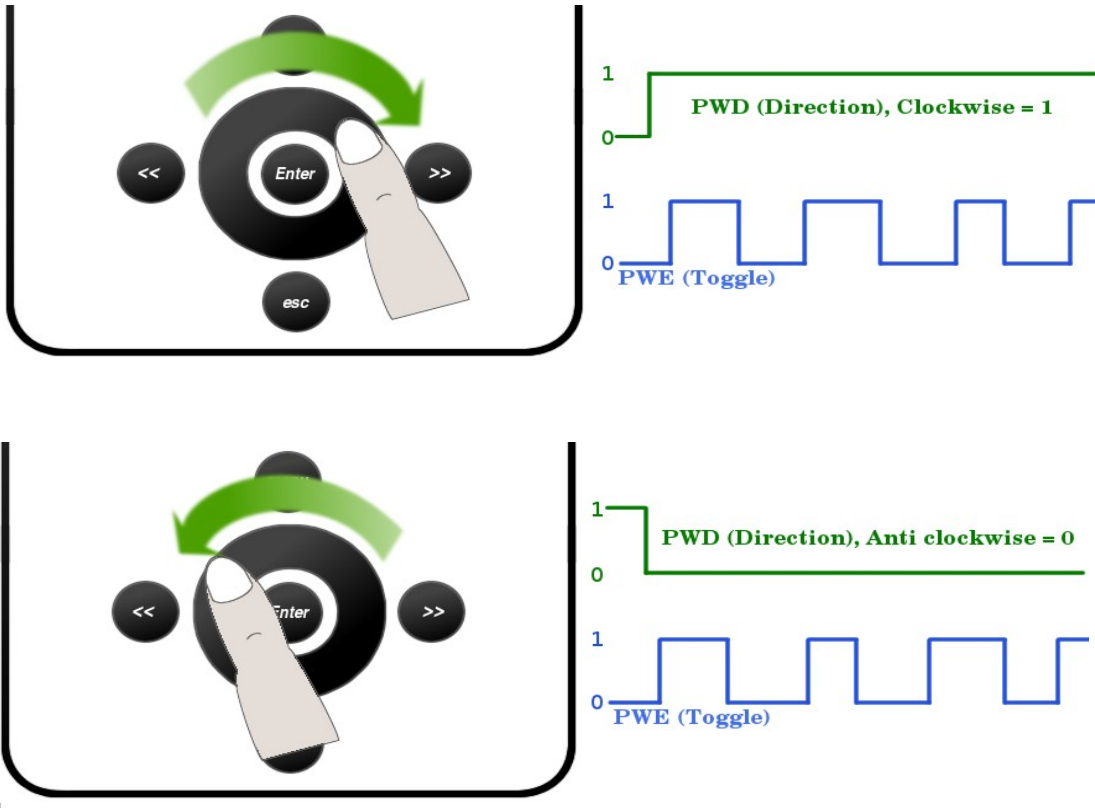 1
PWD (Direction), Clockwise = 1
0
<<
Enter
>>
1
0
PWE (Toggle)
esc
1
PWD (Direction), Anti clockwise = 0
0
<<
Enter
>>
1
0
PWE (Toggle)